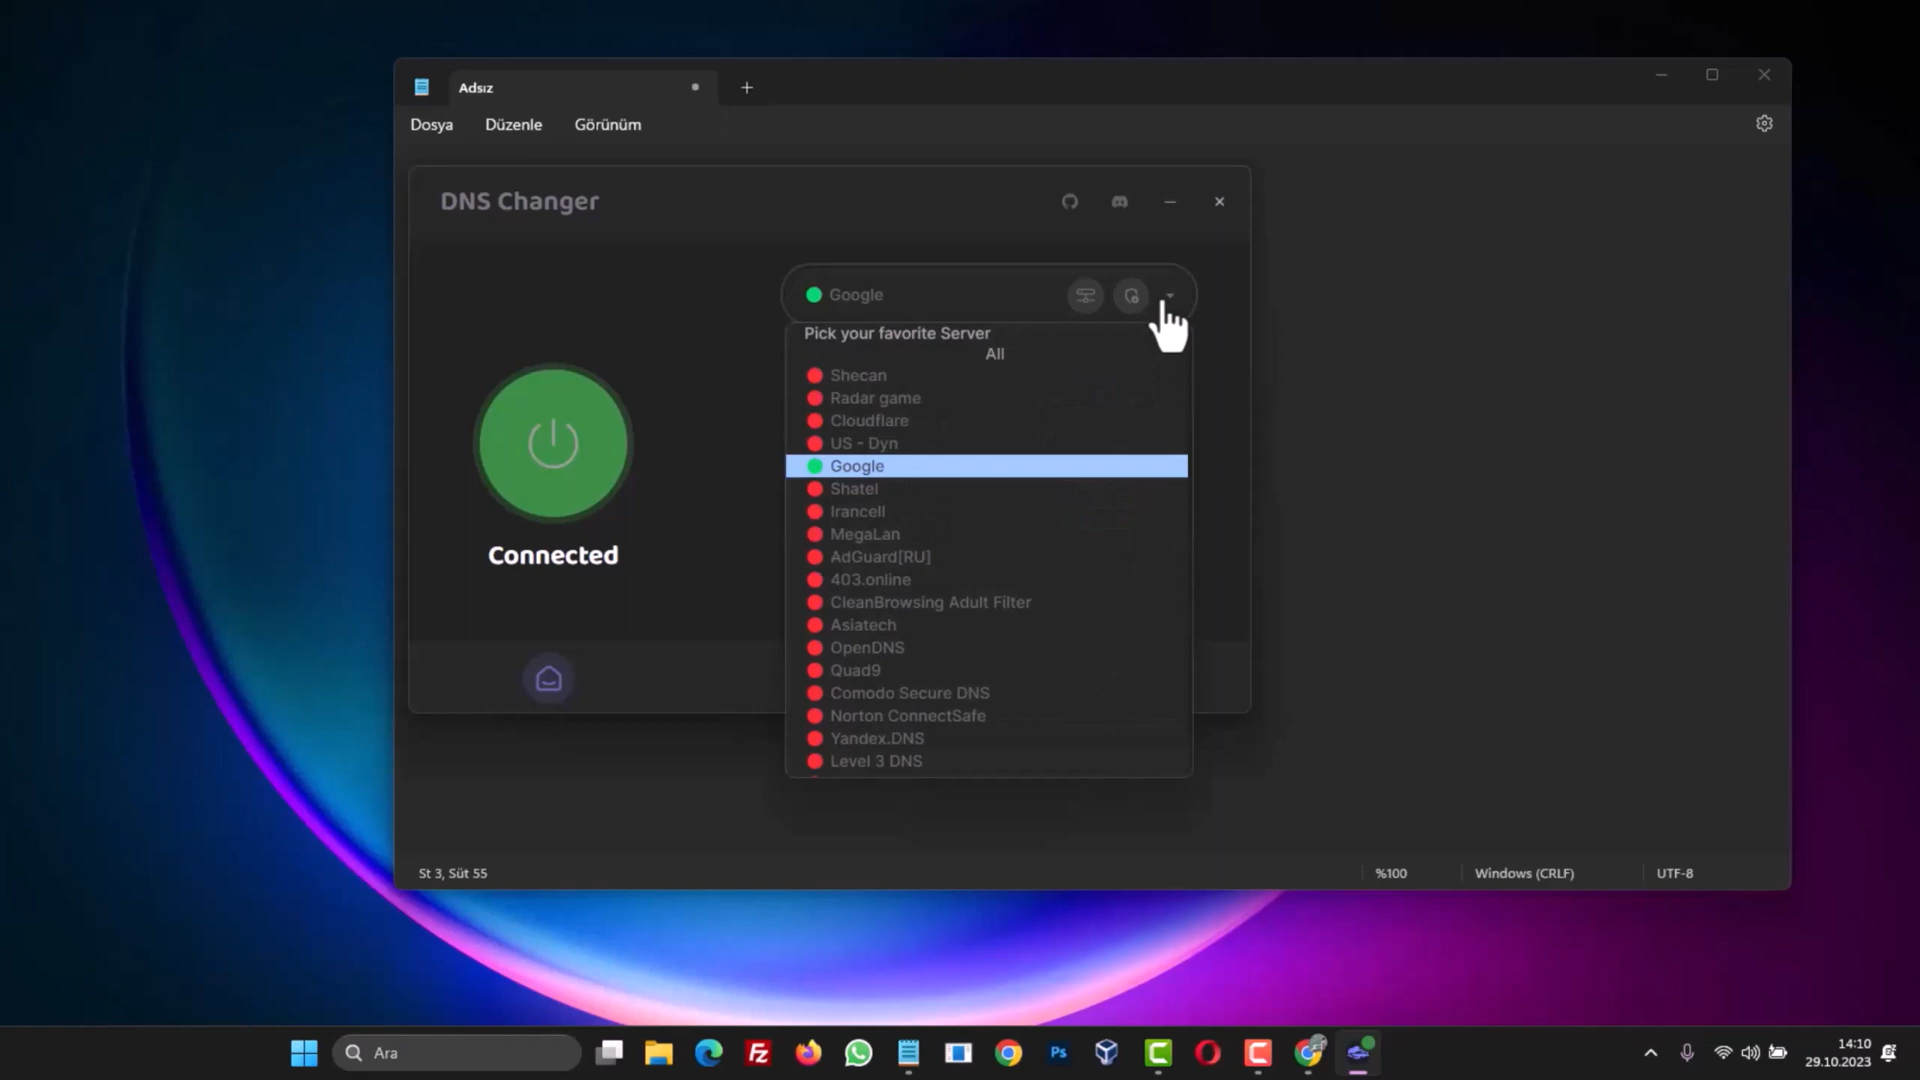 Adsız
Dosya Düzenle Görünüm
DNS Changer
Google
Pick your favorite Server
All
Shecan
Radar game
Cloudflare
US - Dyn
Google
Shatel
Irancell
MegaLan
AdGuard[RU]
403.online
CleanBrowsing Adult Filter
Asiatech
OpenDNS
Quad9
Comodo Secure DNS
Norton ConnectSafe
Yandex.DNS
Level 3 DNS
Connected
St 3, Süt 55
%100
Windows (CRLF)
UTF-8
Ara
Fz
Ps
14:10
29.10.2023